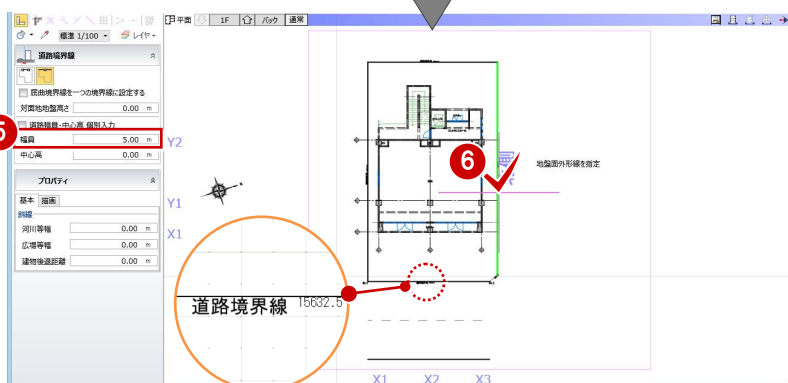 平面 1F バック 通常
標準 1/100 レイヤ
道路境界線
屈曲境界線を一つの境界線に設定する
対面地地盤高さ 0.00 m
道路幅員・中心高 個別入力
5
幅員 5.00 m
中心高 0.00 m
プロパティ
基本 描画
斜線
河川等幅 0.00 m
広場等幅 0.00 m
建物後退距離 0.00 m
Y2
Y1
X1
6
地盤面外形線を指定
道路境界線 15632.5
X1 X2 X3